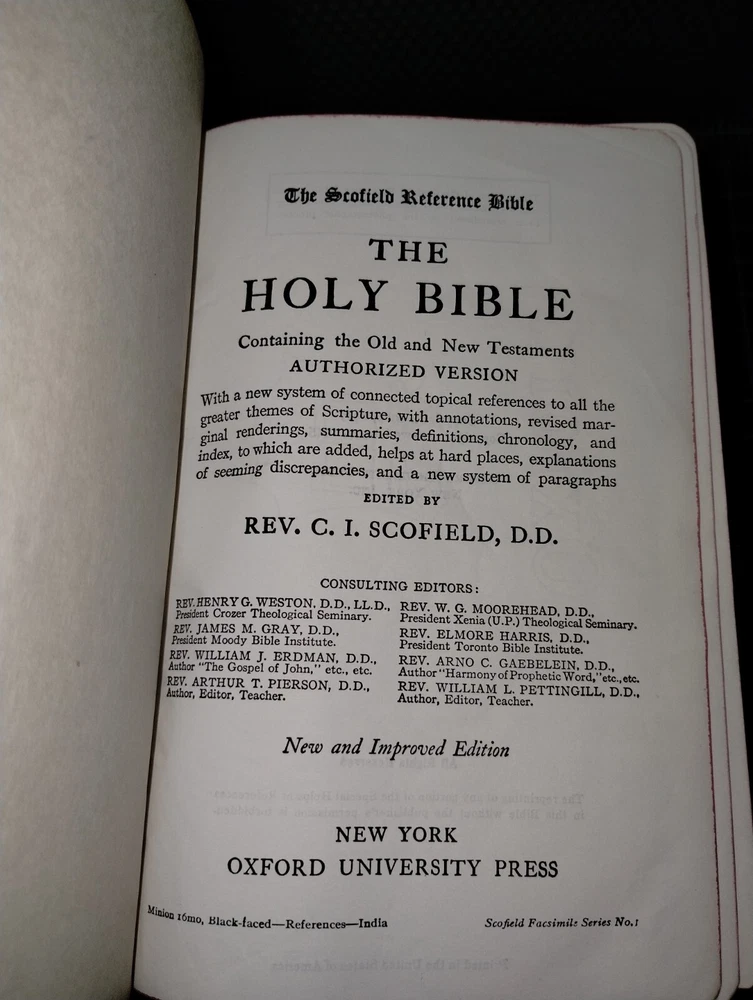 The Scofield Reference Bible
THE
HOLY BIBLE
Containing the Old and New Testaments
AUTHORIZED VERSION
With a new system of connected topical references to all the
greater themes of Scripture, with annotations, revised mar-
ginal renderings, summaries, definitions, chronology, and
index, to which are added, helps at hard places, explanations
of seeming discrepancies, and a new system of paragraphs
EDITED BY
REV. C. I. SCOFIELD, D.D.
CONSULTING EDITORS:
REV. HENRY G. WESTON. D.D., LL.D.,
President Crozer Theological Seminary.
REV. JAMES M. GRAY, D.D.,
President Moody Bible Institute.
REV. WILLIAM J. ERDMAN, D.D.,
Author "The Gospel of John," etc., etc.
REV. ARTHUR T. PIERSON, D.D.,
Author, Editor, Teacher.
REV. W. G. MOOREHEAD, D.D.,
President Xenia (U.P.) Theological Seminary.
REV. ELMORE HARRIS, D.D.,
President Toronto Bible Institute.
REV. ARNO C. GAEBELEIN, D.D.,
Author "Harmony of Prophetic Word," etc., etc.
REV. WILLIAM L. PETTINGILL, D.D.,
Author, Editor, Teacher.
New and Improved Edition
NEW YORK
OXFORD UNIVERSITY PRESS
Minion 16mo, Black-faced—References—India
Scofield Facsimile Series No. 1